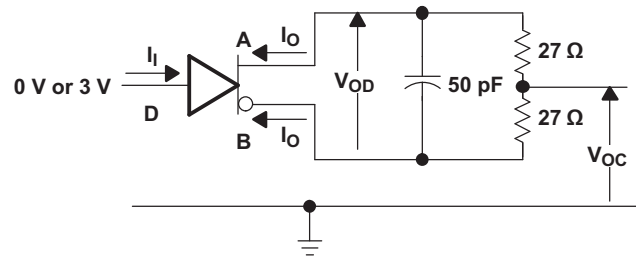 A
I_O
I_I
27 Ω
0 V or 3 V
V_OD
50 pF
D
27 Ω
B
I_O
V_OC